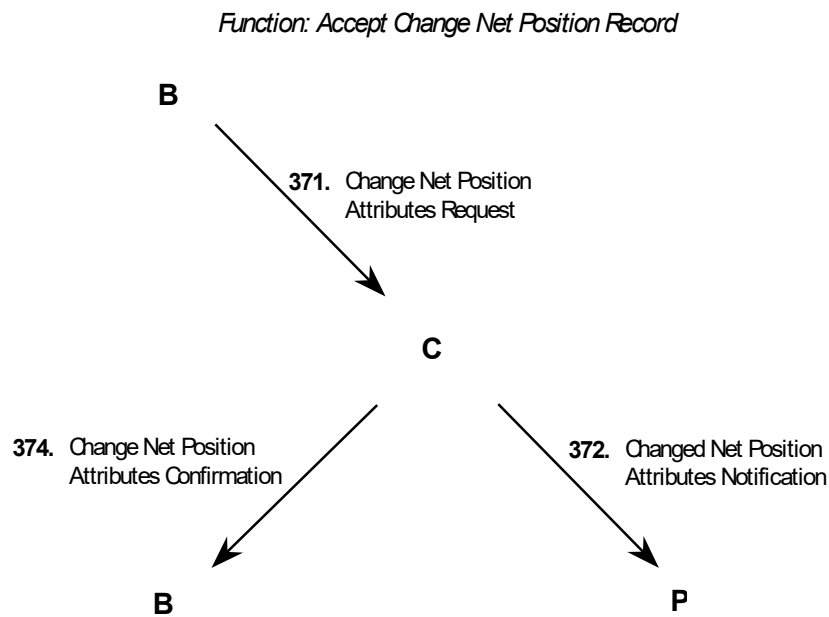 Function: Accept Change Net Position Record
B
371. Change Net Position
Attributes Request
C
374. Change Net Position
Attributes Confirmation
372. Changed Net Position
Attributes Notification
B
P